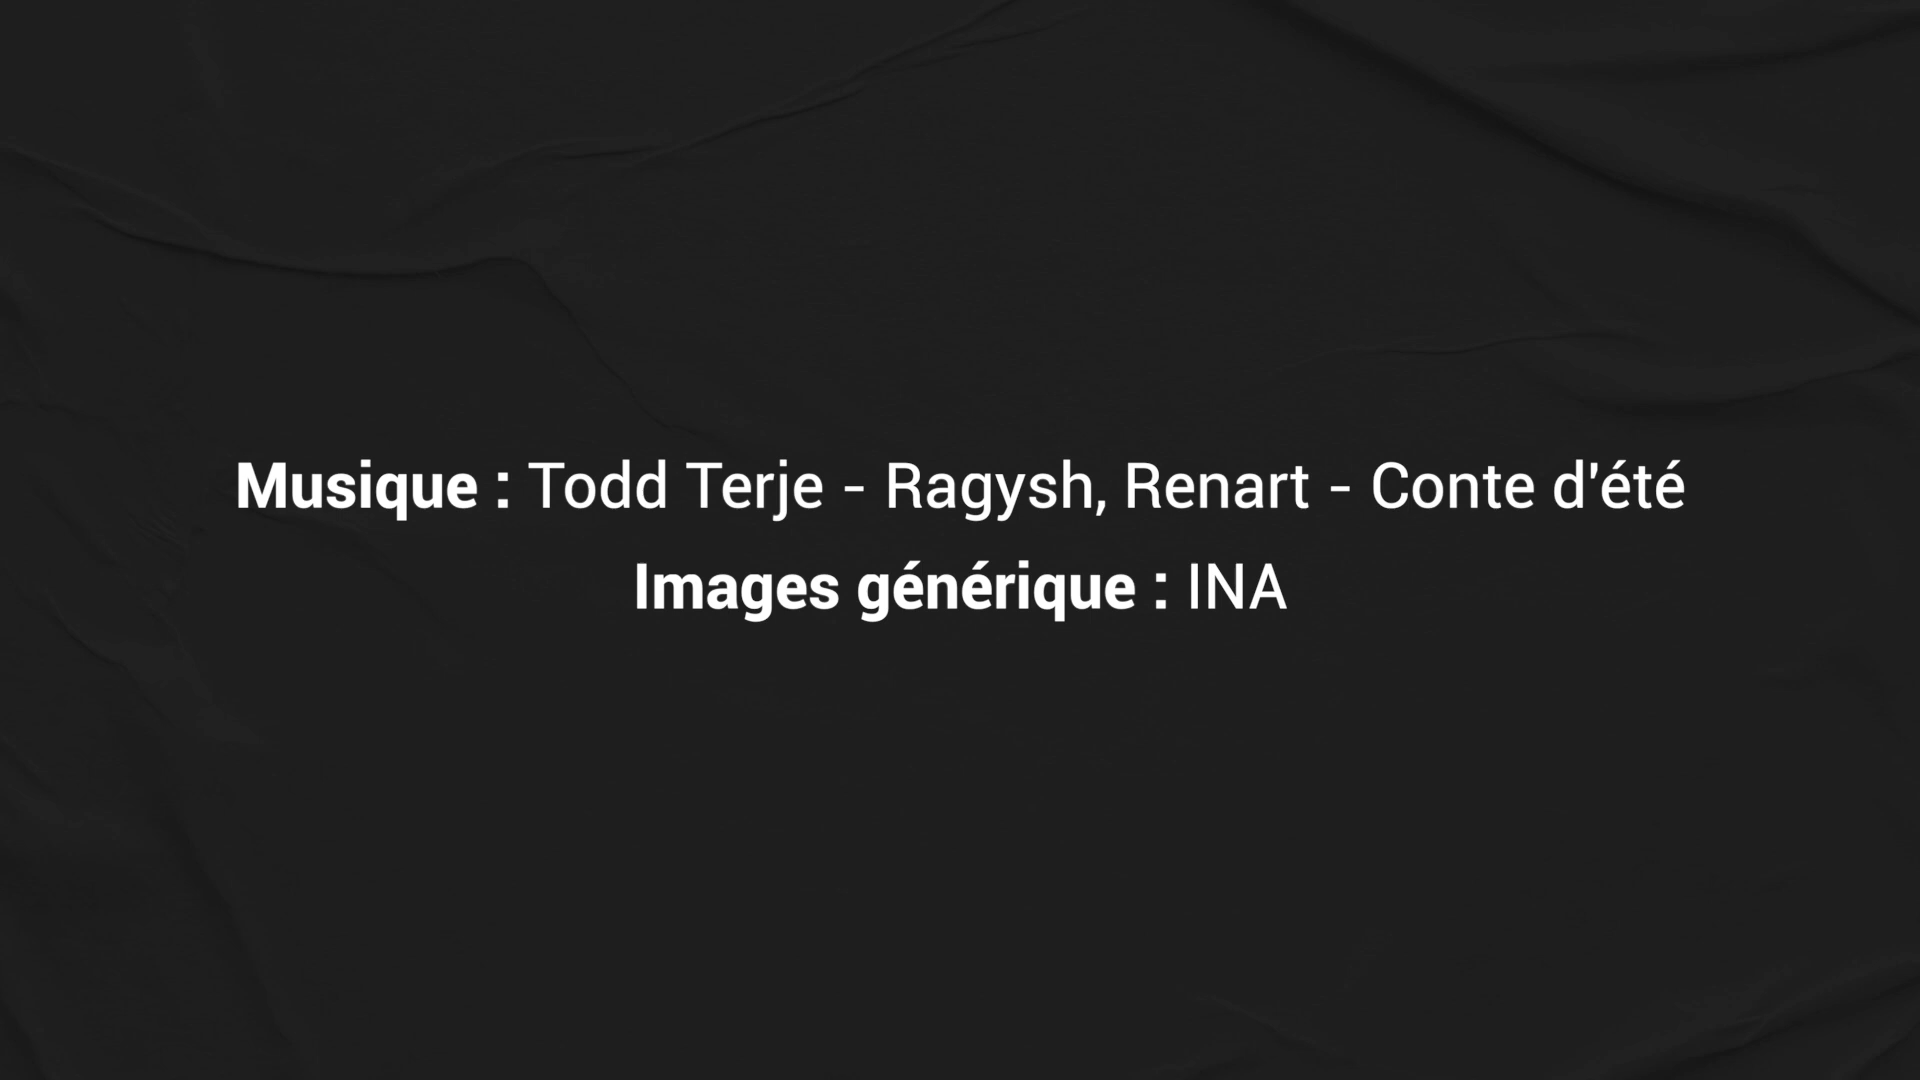 Musique : Todd Terje - Ragysh, Renart - Conte d'été
Images générique : INA